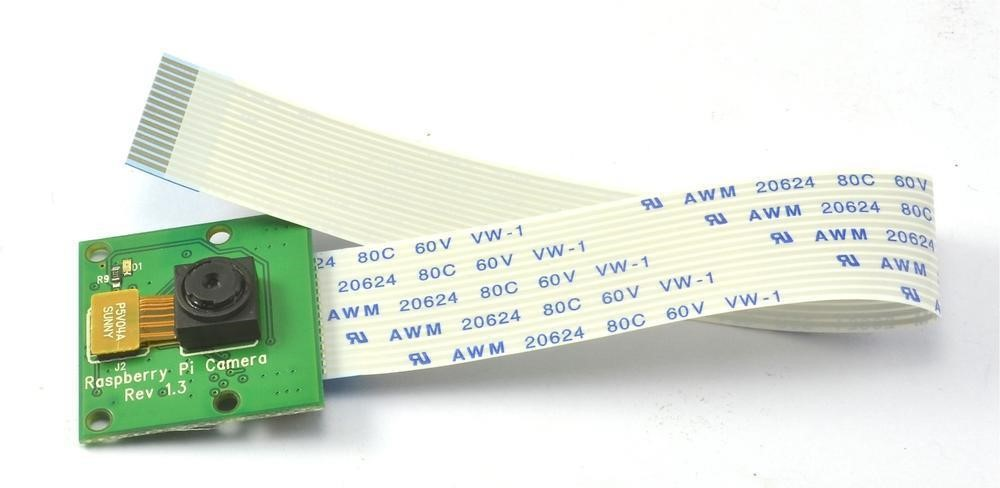 R9 D1
P5V04A
SUNNY
J2
Raspberry Pi Camera
Rev 1.3
AWM 20624 80C 60V
AWM 20624 80C
AWM 20624
24 80C 60V VW-1
20624 80C 60V VW-1
AWM 20624 80C 60V VW-1
AWM 20624 80C 60V VW-1
AWM 20624 80C 60V VW-1